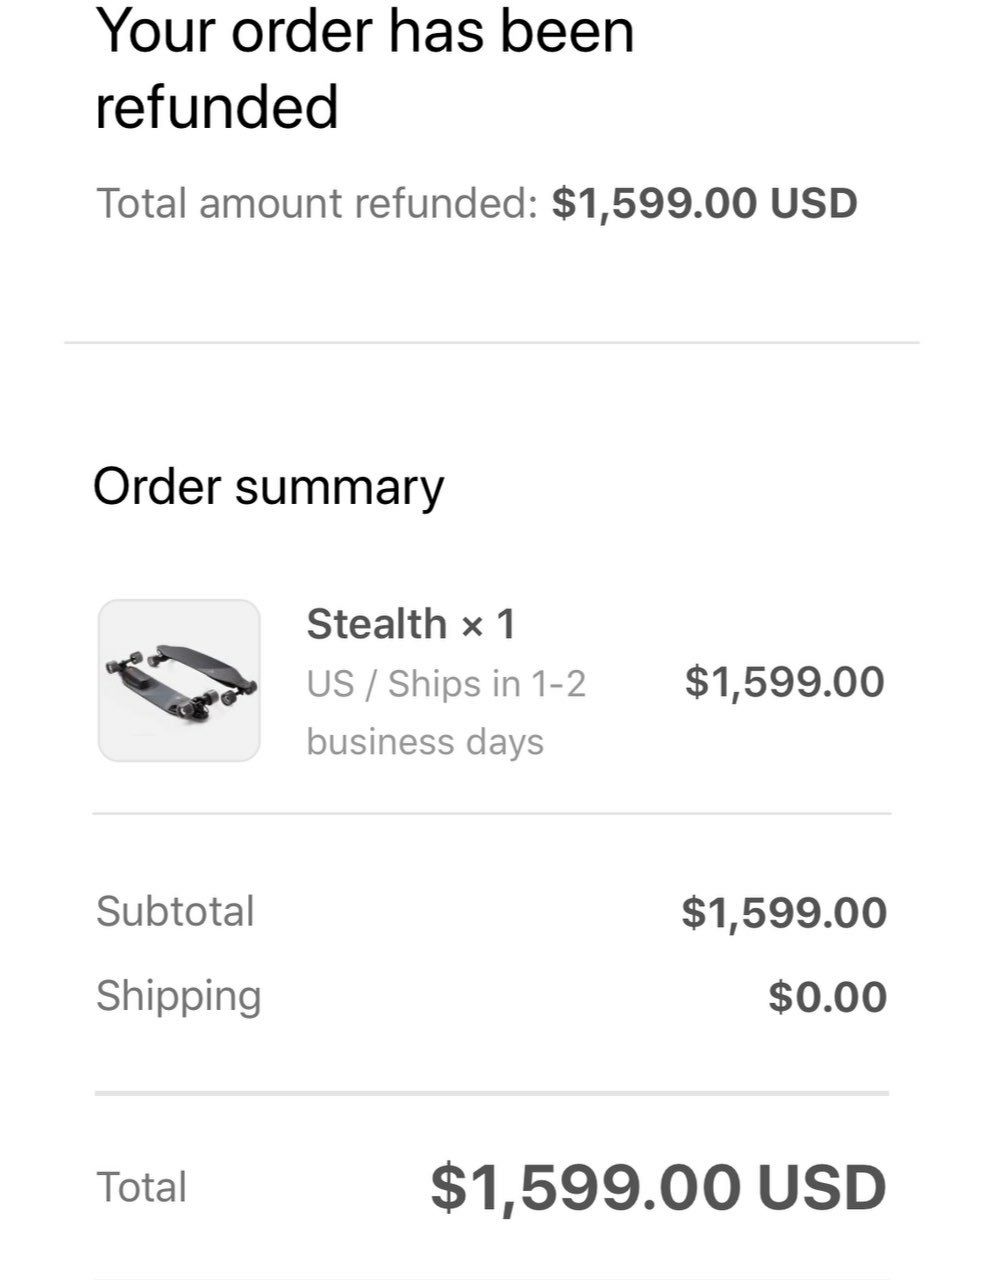 Your order has been
refunded
Total amount refunded: $1,599.00 USD
Order summary
Stealth × 1
US / Ships in 1-2
business days
$1,599.00
Subtotal
$1,599.00
Shipping
$0.00
Total
$1,599.00 USD